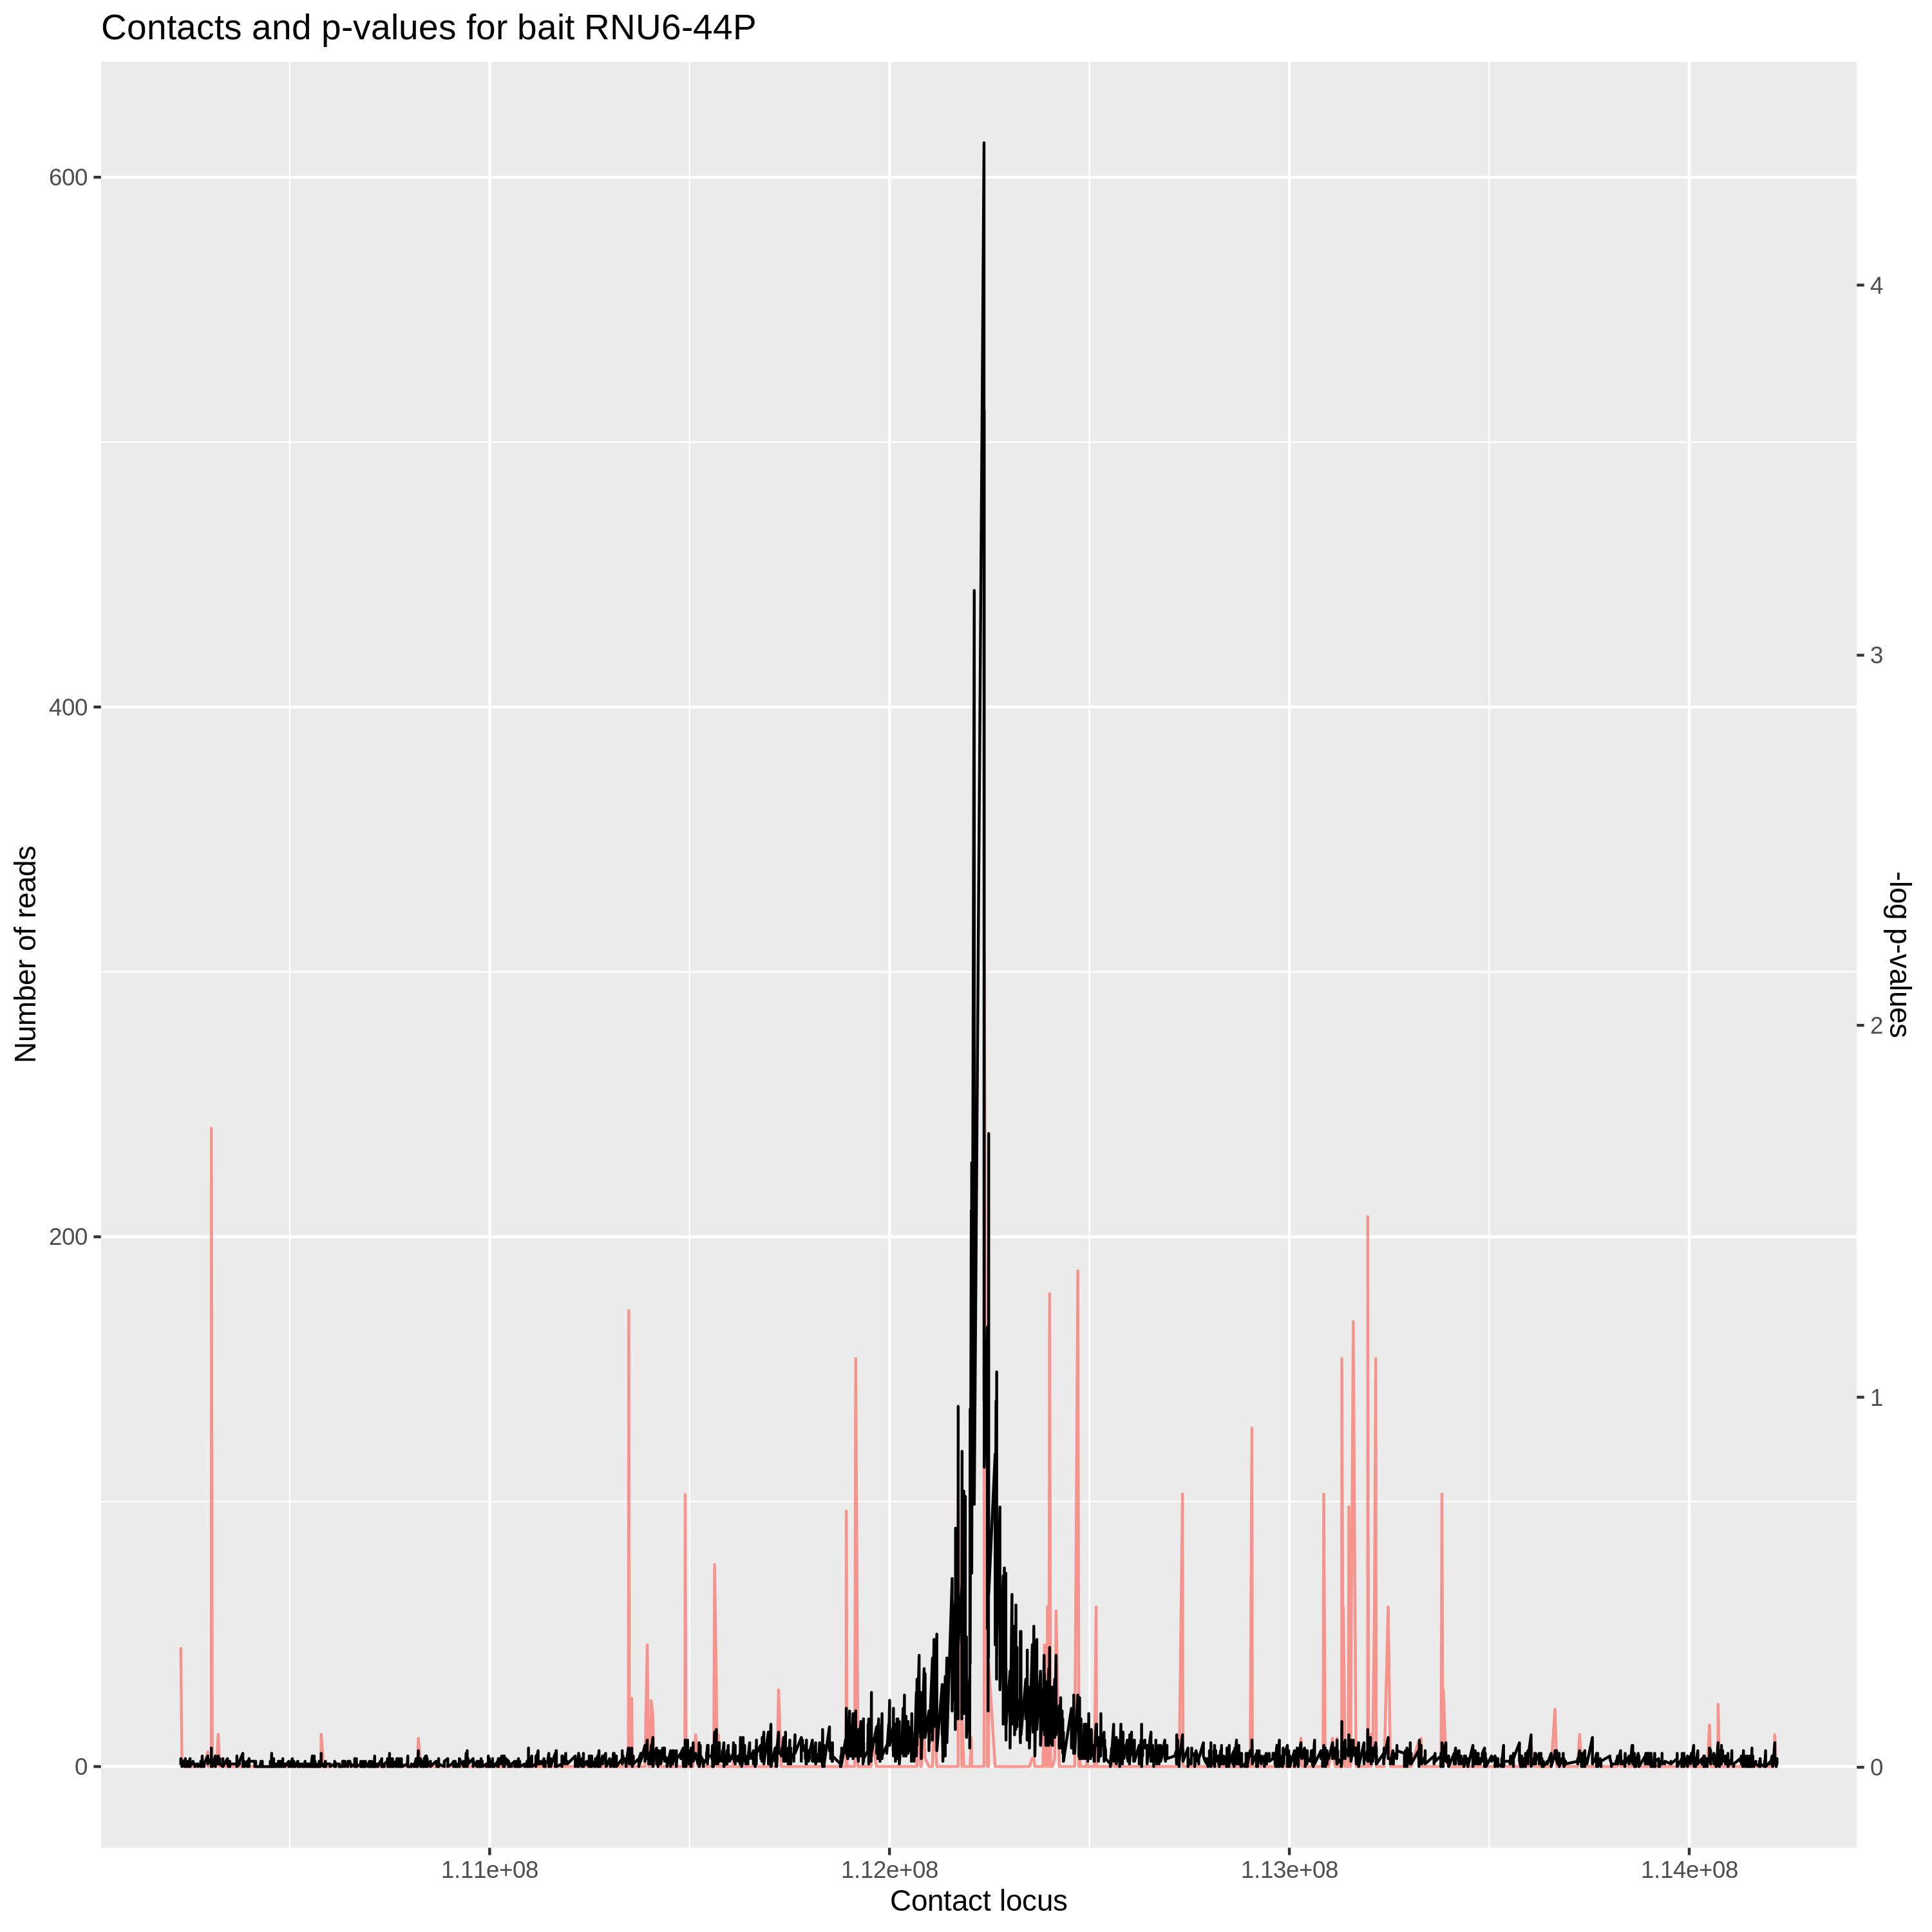 Contacts and p-values for bait RNU6-44P
600
400
200
0
Number of reads
4
3
2
1
0
-log p-values
1.11e+08
1.12e+08
1.13e+08
1.14e+08
Contact locus